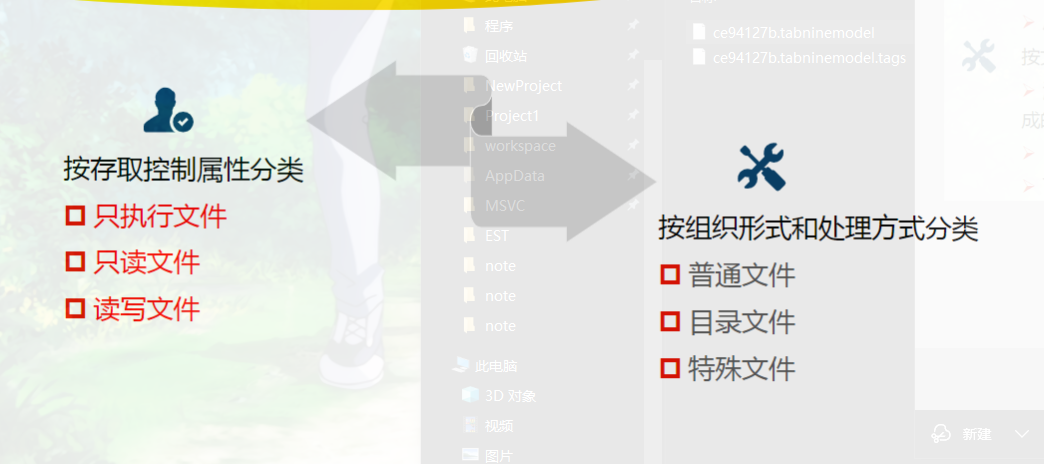 按存取控制属性分类
只执行文件
只读文件
读写文件
按组织形式和处理方式分类
普通文件
目录文件
特殊文件
程序
回收站
NewProject
Project1
workspace
AppData
MSVC
EST
note
note
note
此电脑
3D 对象
视频
图片
ce94127b.tabninemodel
ce94127b.tabninemodel.tags
新建